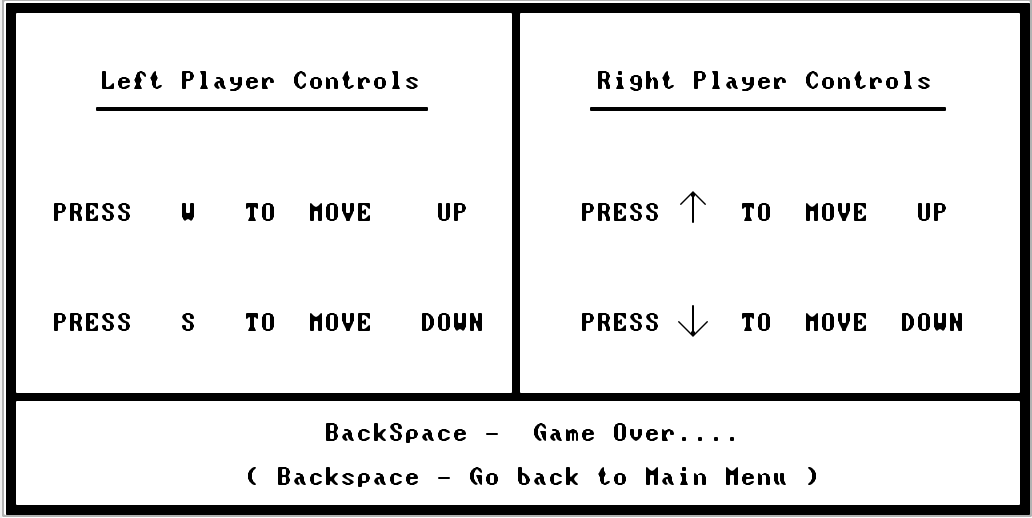 Left Player Controls
PRESS W TO MOVE UP
PRESS S TO MOVE DOWN
Right Player Controls
PRESS ↑ TO MOVE UP
PRESS ↓ TO MOVE DOWN
BackSpace - Game Over....
( Backspace - Go back to Main Menu )